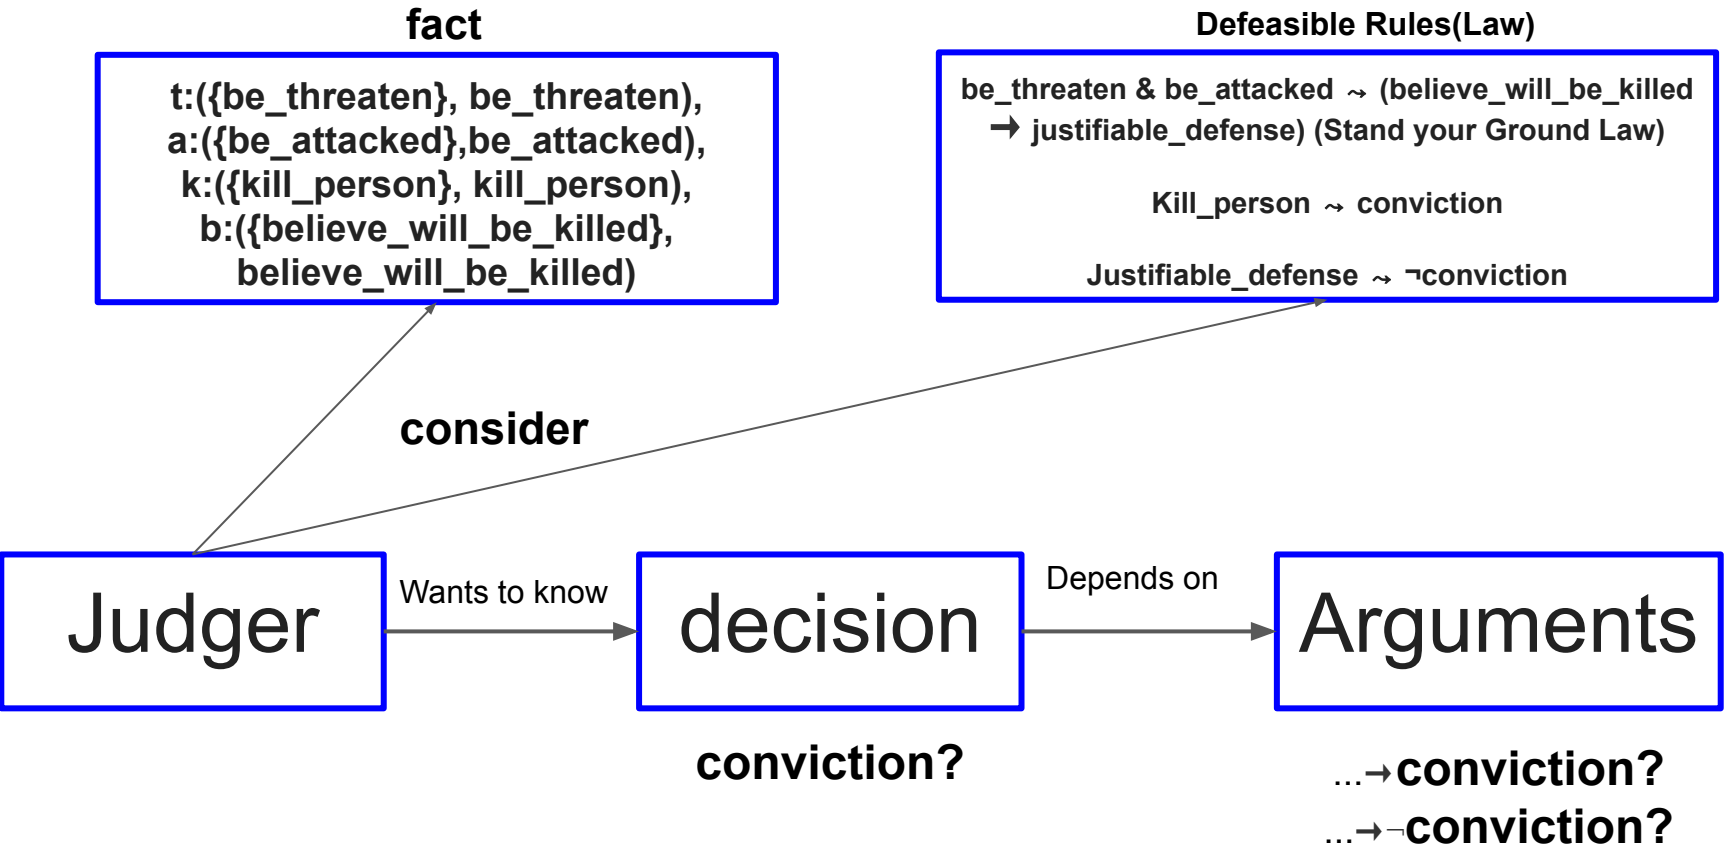 fact
t:({be_threaten}, be_threaten),
a:({be_attacked},be_attacked),
k:({kill_person}, kill_person),
b:({believe_will_be_killed},
believe_will_be_killed)
Defeasible Rules(Law)
be_threaten & be_attacked ⤳ (believe_will_be_killed
→ justifiable_defense) (Stand your Ground Law)
Kill_person ⤳ conviction
Justifiable_defense ⤳ ¬conviction
consider
Judger
Wants to know
decision
Depends on
Arguments
conviction?
...→conviction?
...→¬conviction?